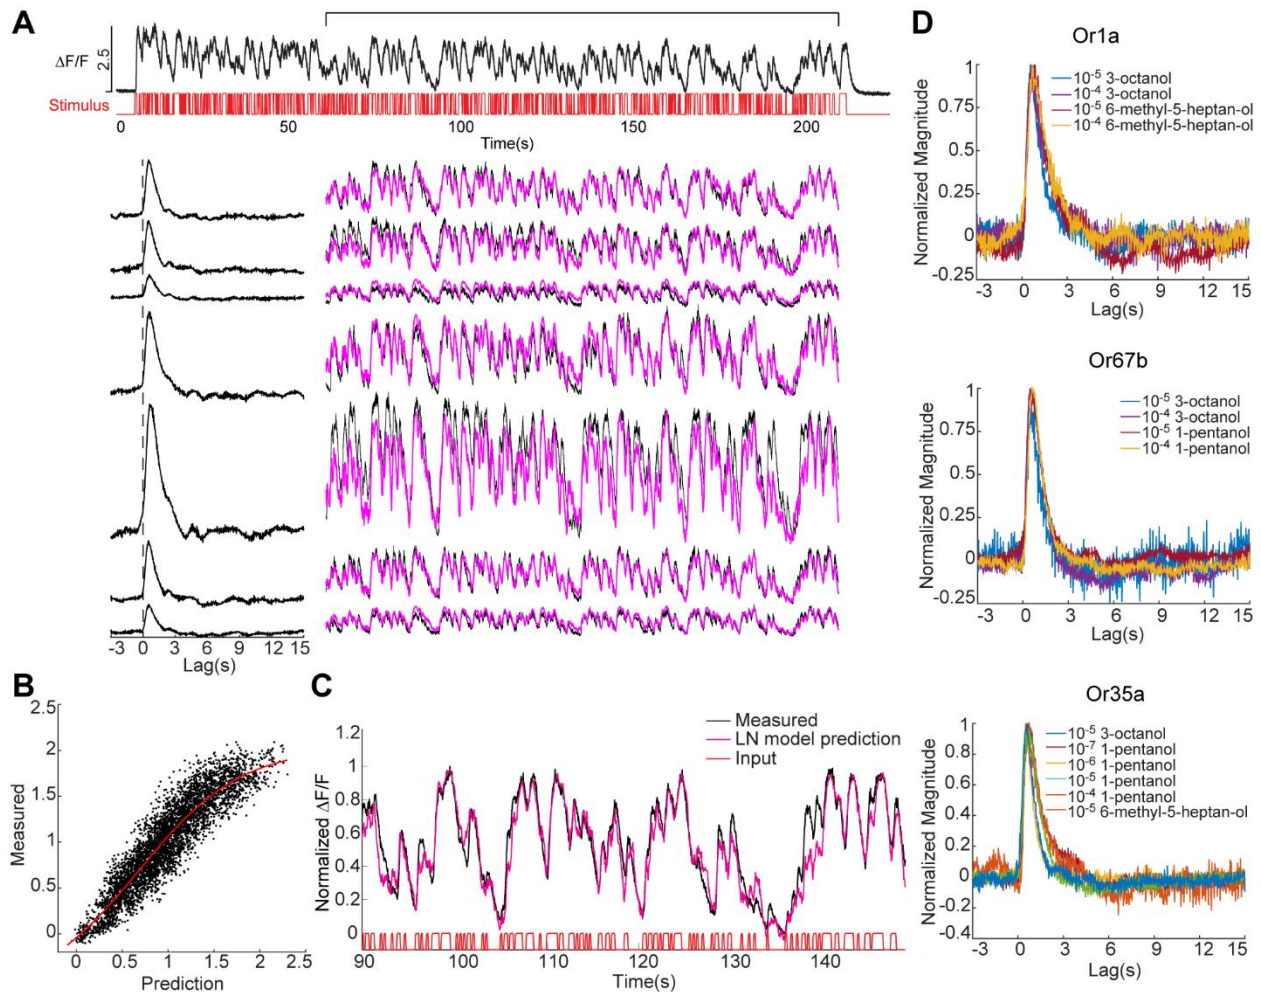 A
ΔF/F
2.5
Stimulus
0 50 100 150 200
Time(s)
-3 0 3 6 9 12 15
Lag(s)
B
2.5
2
1.5
1
0.5
0
Measured
0 0.5 1 1.5 2 2.5
Prediction
C
1.2
1
0.8
0.6
0.4
0.2
0
Normalized ΔF/F
Measured
LN model prediction
Input
90 100 110 120 130 140
Time(s)
D
Or1a
1
0.75
0.5
0.25
0
-0.25
Normalized Magnitude
10-5 3-octanol
10-4 3-octanol
10-5 6-methyl-5-heptan-ol
10-4 6-methyl-5-heptan-ol
-3 0 3 6 9 12 15
Lag(s)
Or67b
1
0.75
0.5
0.25
0
-0.25
Normalized Magnitude
10-5 3-octanol
10-4 3-octanol
10-5 1-pentanol
10-4 1-pentanol
-3 0 3 6 9 12 15
Lag(s)
Or35a
1
0.8
0.6
0.4
0.2
0
-0.2
-0.4
Normalized Magnitude
10-5 3-octanol
10-7 1-pentanol
10-6 1-pentanol
10-5 1-pentanol
10-4 1-pentanol
10-5 6-methyl-5-heptan-ol
-3 0 3 6 9 12 15
Lag(s)